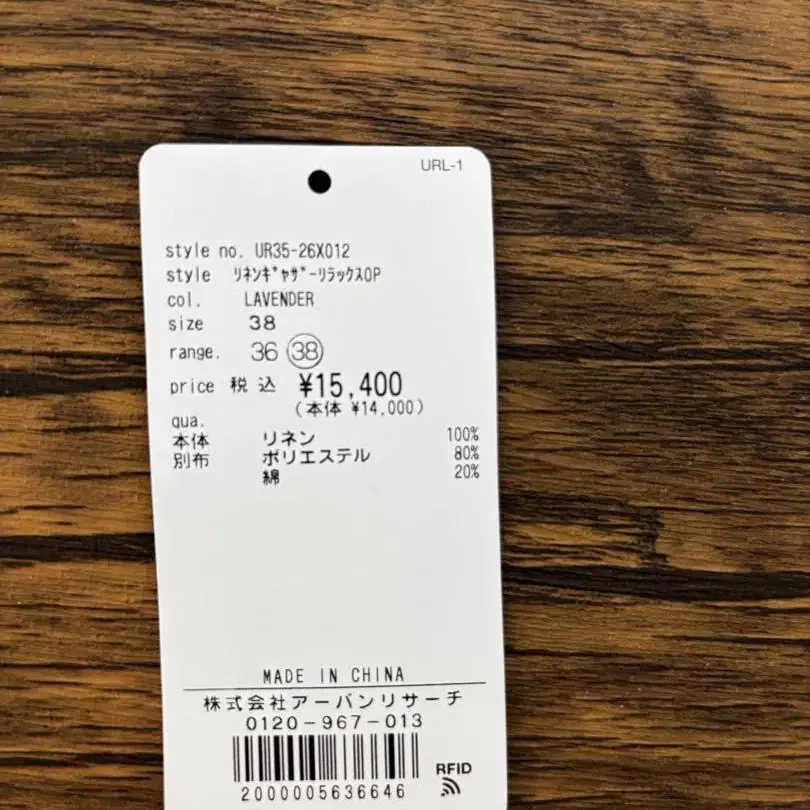 URL-1
style no. UR35-26X012
style ﾘﾈﾝｷﾞｬｻﾞｰﾘﾗｯｸｽOP
col. LAVENDER
size 38
range. 36 38
price 税込 ¥15,400
(本体 ¥14,000)
qua.
本体 リネン 100%
別布 ポリエステル 80%
綿 20%
MADE IN CHINA
株式会社アーバンリサーチ
0120-967-013
RFID
2000005636646